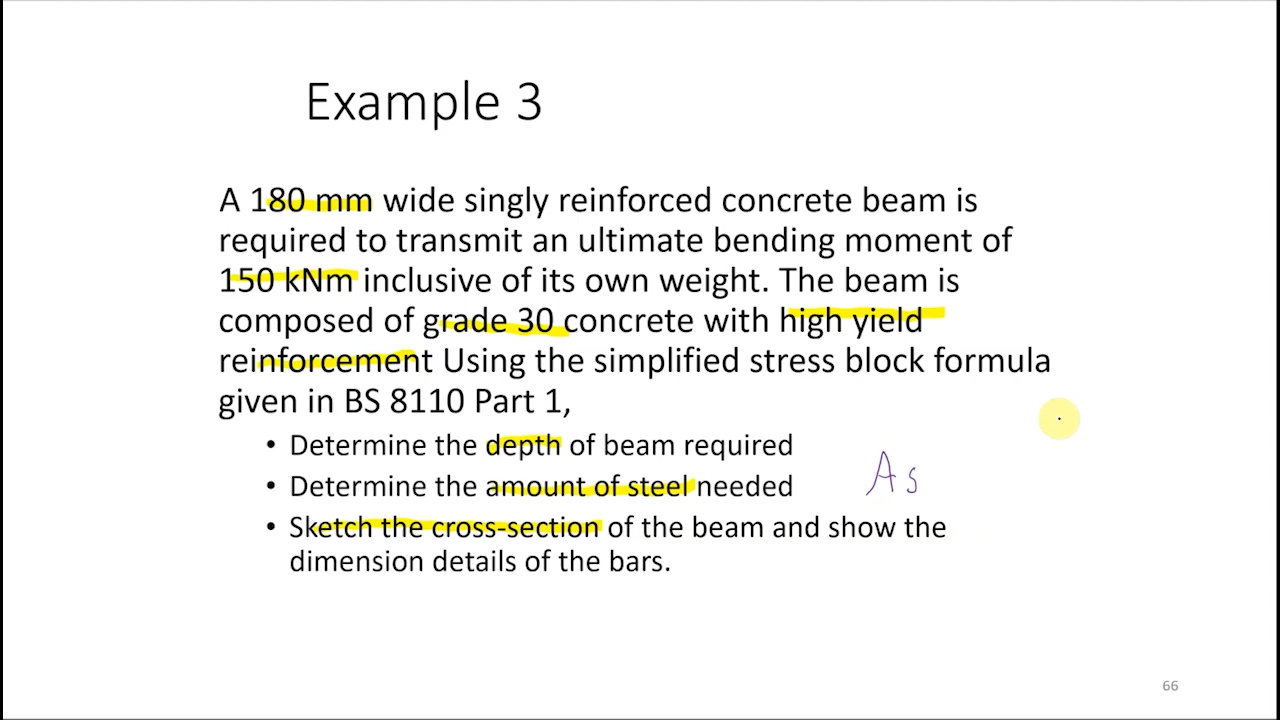 Example 3
A 180 mm wide singly reinforced concrete beam is
required to transmit an ultimate bending moment of
150 kNm inclusive of its own weight. The beam is
composed of grade 30 concrete with high yield
reinforcement Using the simplified stress block formula
given in BS 8110 Part 1,
• Determine the depth of beam required
• Determine the amount of steel needed
As
• Sketch the cross-section of the beam and show the
dimension details of the bars.
66